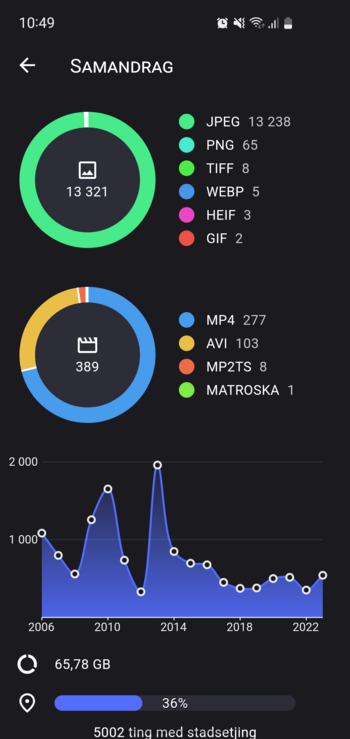 10:49
SAMANDRAG
13 321
JPEG 13 238
PNG 65
TIFF 8
WEBP 5
HEIF 3
GIF 2
389
MP4 277
AVI 103
MP2TS 8
MATROSKA 1
2 000
1 000
2006 2010 2014 2018 2022
65,78 GB
36%
5002 ting med stadsetjing